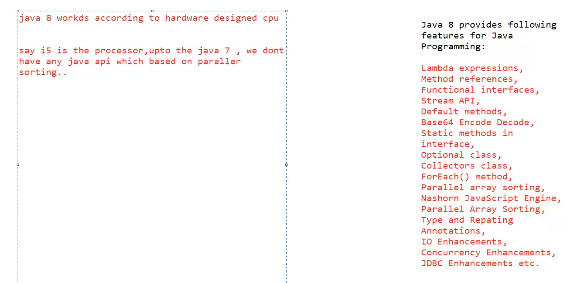 java 8 workds according to hardware designed cpu
say i5 is the processor,upto the java 7 , we dont
have any java api which based on paraller
sorting..
Java 8 provides following
features for Java
Programming:
Lambda expressions,
Method references,
Functional interfaces,
Stream API,
Default methods,
Base64 Encode Decode,
Static methods in
interface,
Optional class,
Collectors class,
ForEach() method,
Parallel array sorting,
Nashorn JavaScript Engine,
Parallel Array Sorting,
Type and Repating
Annotations,
IO Enhancements,
Concurrency Enhancements,
JDBC Enhancements etc.